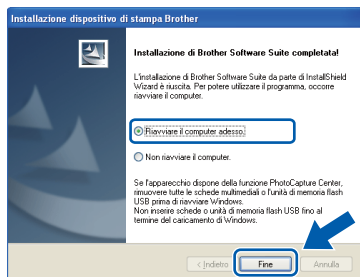 Installazione dispositivo di stampa Brother
Installazione di Brother Software Suite completata!
L'installazione di Brother Software Suite da parte di InstallShield
Wizard è riuscita. Per potere utilizzare il programma, occorre
riavviare il computer.
Riavviare il computer adesso.
Non riavviare il computer.
Se l'apparecchio dispone della funzione PhotoCapture Center,
rimuovere tutte le schede multimediali o l'unità di memoria flash
USB prima di riavviare Windows.
Non inserire schede o unità di memoria flash USB fino al
termine del caricamento di Windows.
< Indietro Fine Annulla